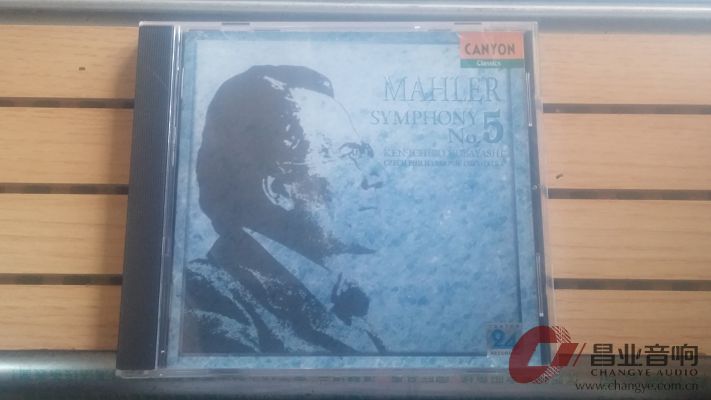 CANYON
Classics
MAHLER
SYMPHONY
No. 5
KEN-ICHIRO KOBAYASHI
CZECH PHILHARMONIC ORCHESTRA
24
昌业音响
CHANGYE AUDIO
www.changye.com.cn